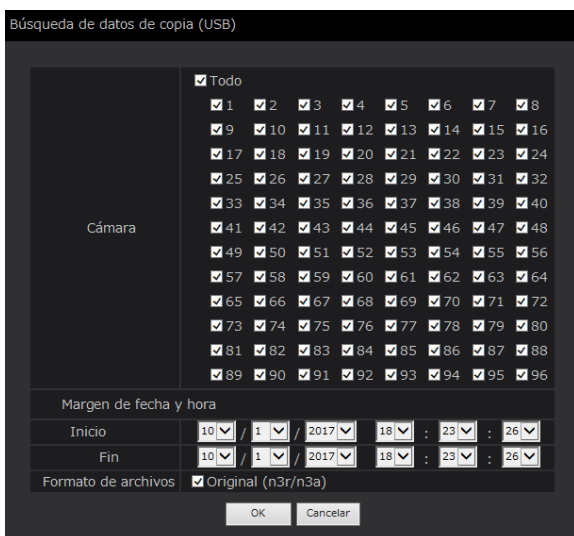 Búsqueda de datos de copia (USB)
Todo
1 2 3 4 5 6 7 8
9 10 11 12 13 14 15 16
17 18 19 20 21 22 23 24
25 26 27 28 29 30 31 32
33 34 35 36 37 38 39 40
Cámara 41 42 43 44 45 46 47 48
49 50 51 52 53 54 55 56
57 58 59 60 61 62 63 64
65 66 67 68 69 70 71 72
73 74 75 76 77 78 79 80
81 82 83 84 85 86 87 88
89 90 91 92 93 94 95 96
Margen de fecha y hora
Inicio 10 / 1 / 2017 18 : 23 : 26
Fin 10 / 1 / 2017 18 : 23 : 26
Formato de archivos Original (n3r/n3a)
OK Cancelar